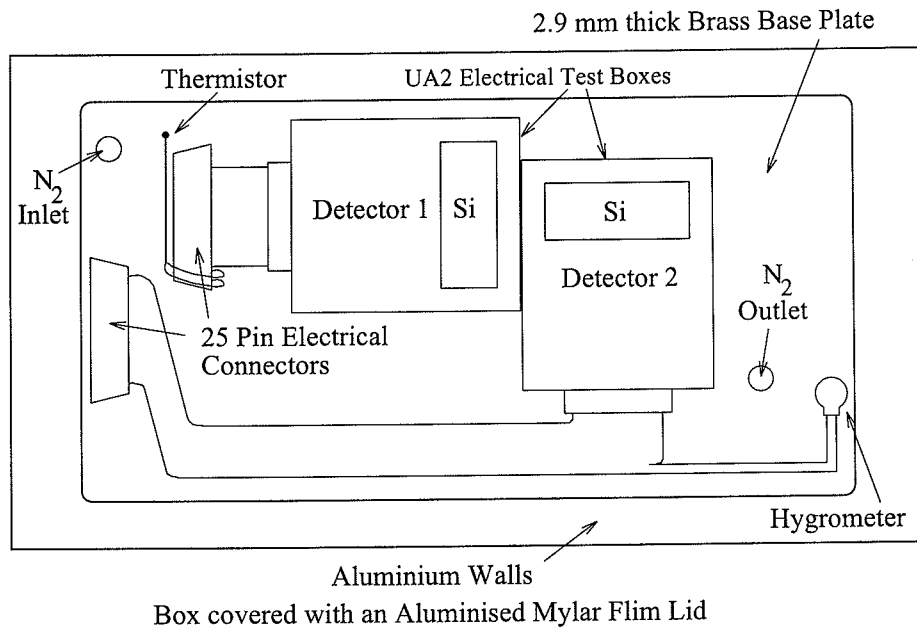 2.9 mm thick Brass Base Plate
Thermistor
UA2 Electrical Test Boxes
N2
Inlet
Detector 1
Si
Si
Detector 2
N2
Outlet
25 Pin Electrical
Connectors
Hygrometer
Aluminium Walls
Box covered with an Aluminised Mylar Flim Lid